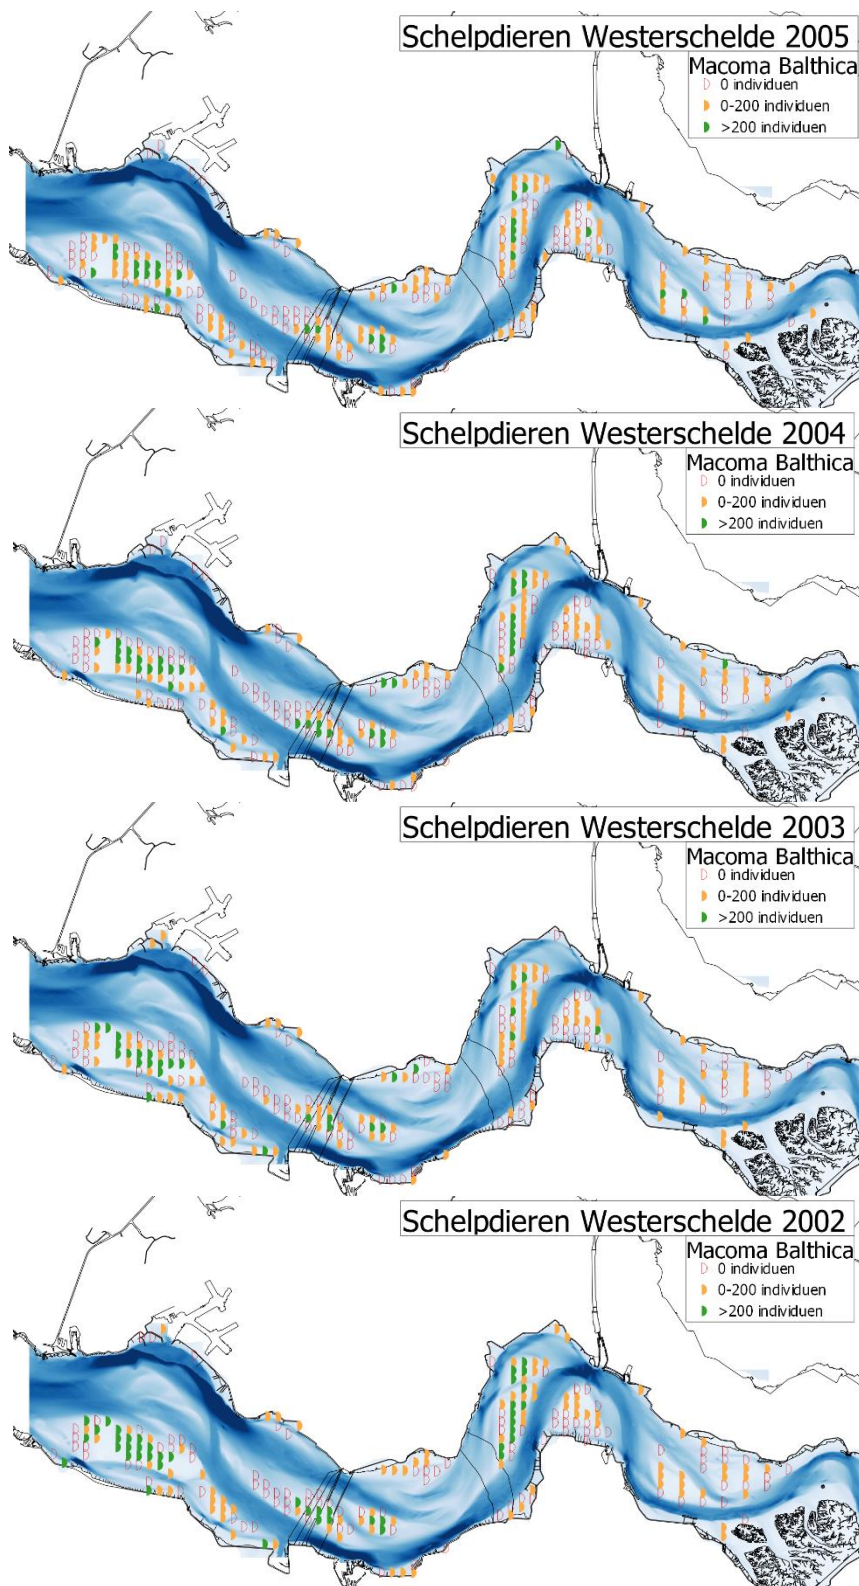 Schelpdieren Westerschelde 2005
Macoma Balthica
0 individuen
0-200 individuen
>200 individuen
Schelpdieren Westerschelde 2004
Macoma Balthica
0 individuen
0-200 individuen
>200 individuen
Schelpdieren Westerschelde 2003
Macoma Balthica
0 individuen
0-200 individuen
>200 individuen
Schelpdieren Westerschelde 2002
Macoma Balthica
0 individuen
0-200 individuen
>200 individuen